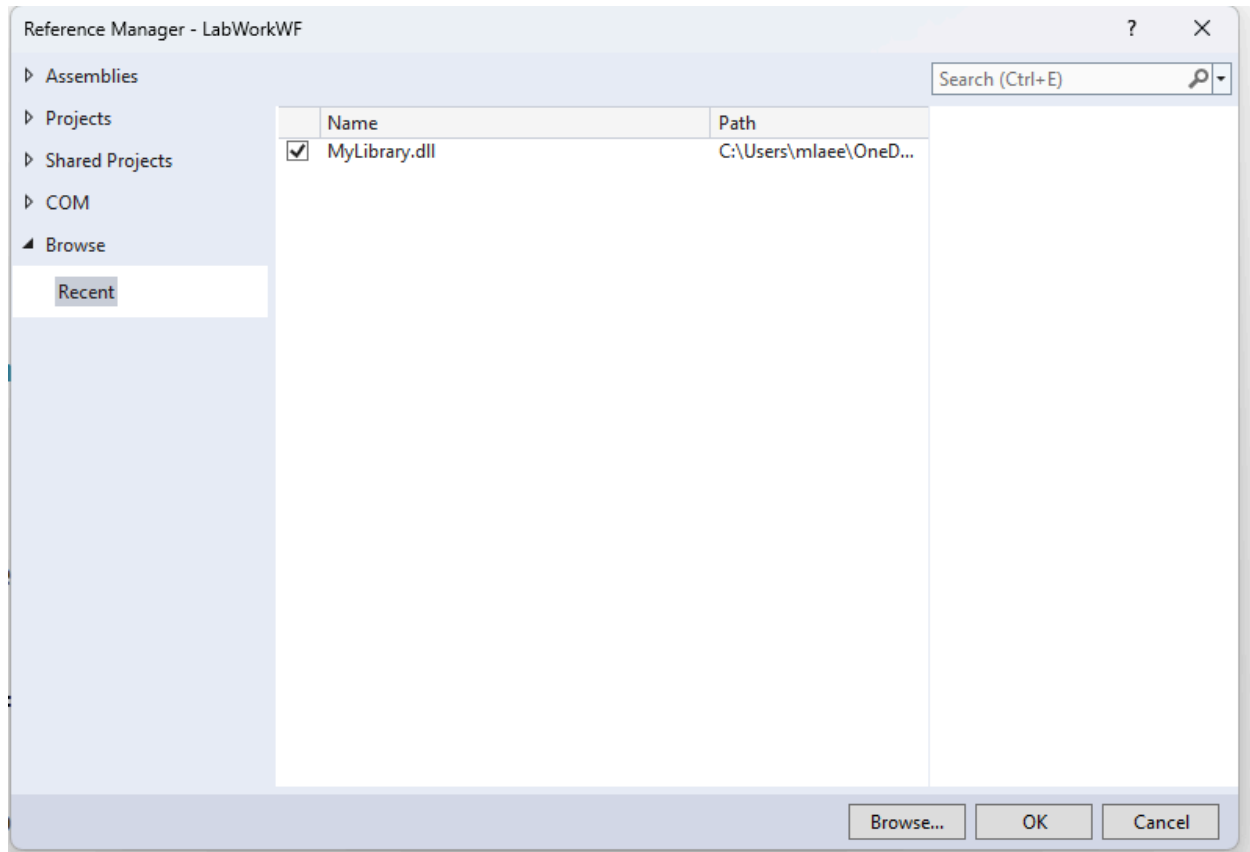 Reference Manager - LabWorkWF
?
Assemblies
Search (Ctrl+E)
Projects
Name Path
MyLibrary.dll C:\Users\mlaee\OneD...
Shared Projects
COM
Browse
Recent
Browse... OK Cancel